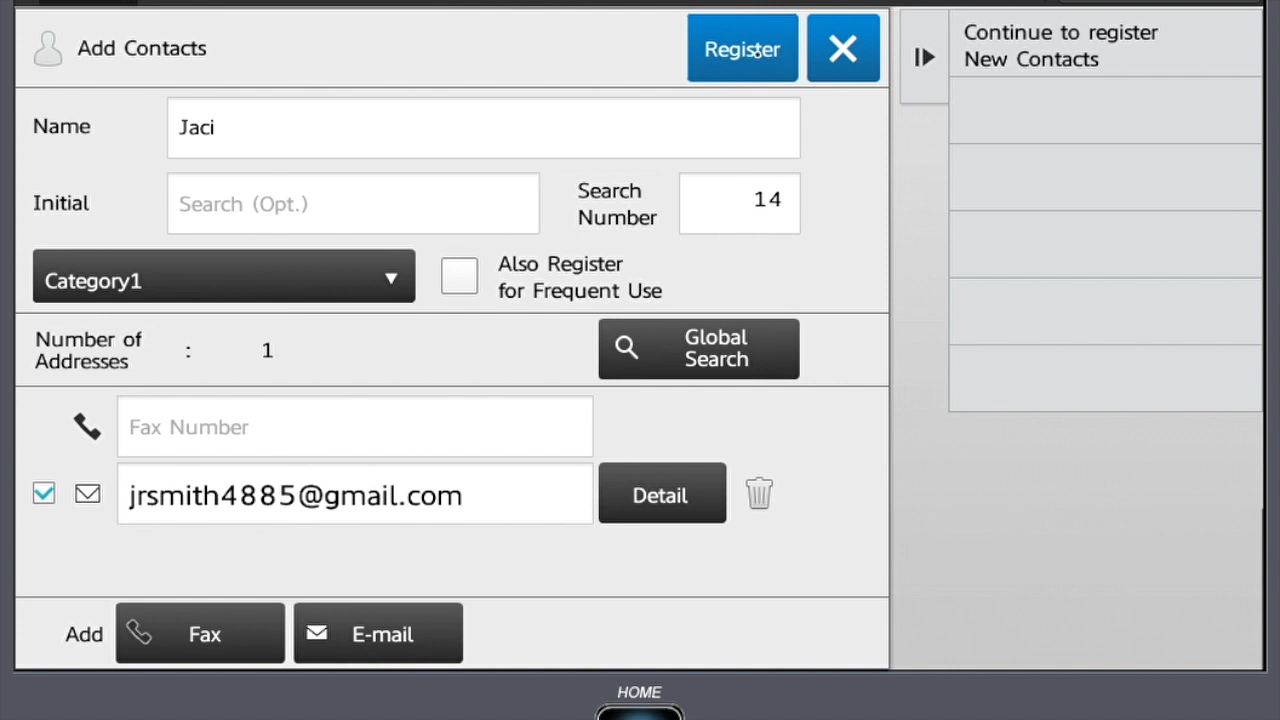 Add Contacts
Register
Continue to register
New Contacts
Name
Jaci
Initial
Search (Opt.)
Search
Number
14
Category1
Also Register
for Frequent Use
Number of
Addresses
:
1
Global
Search
Fax Number
jrsmith4885@gmail.com
Detail
Add
Fax
E-mail
HOME